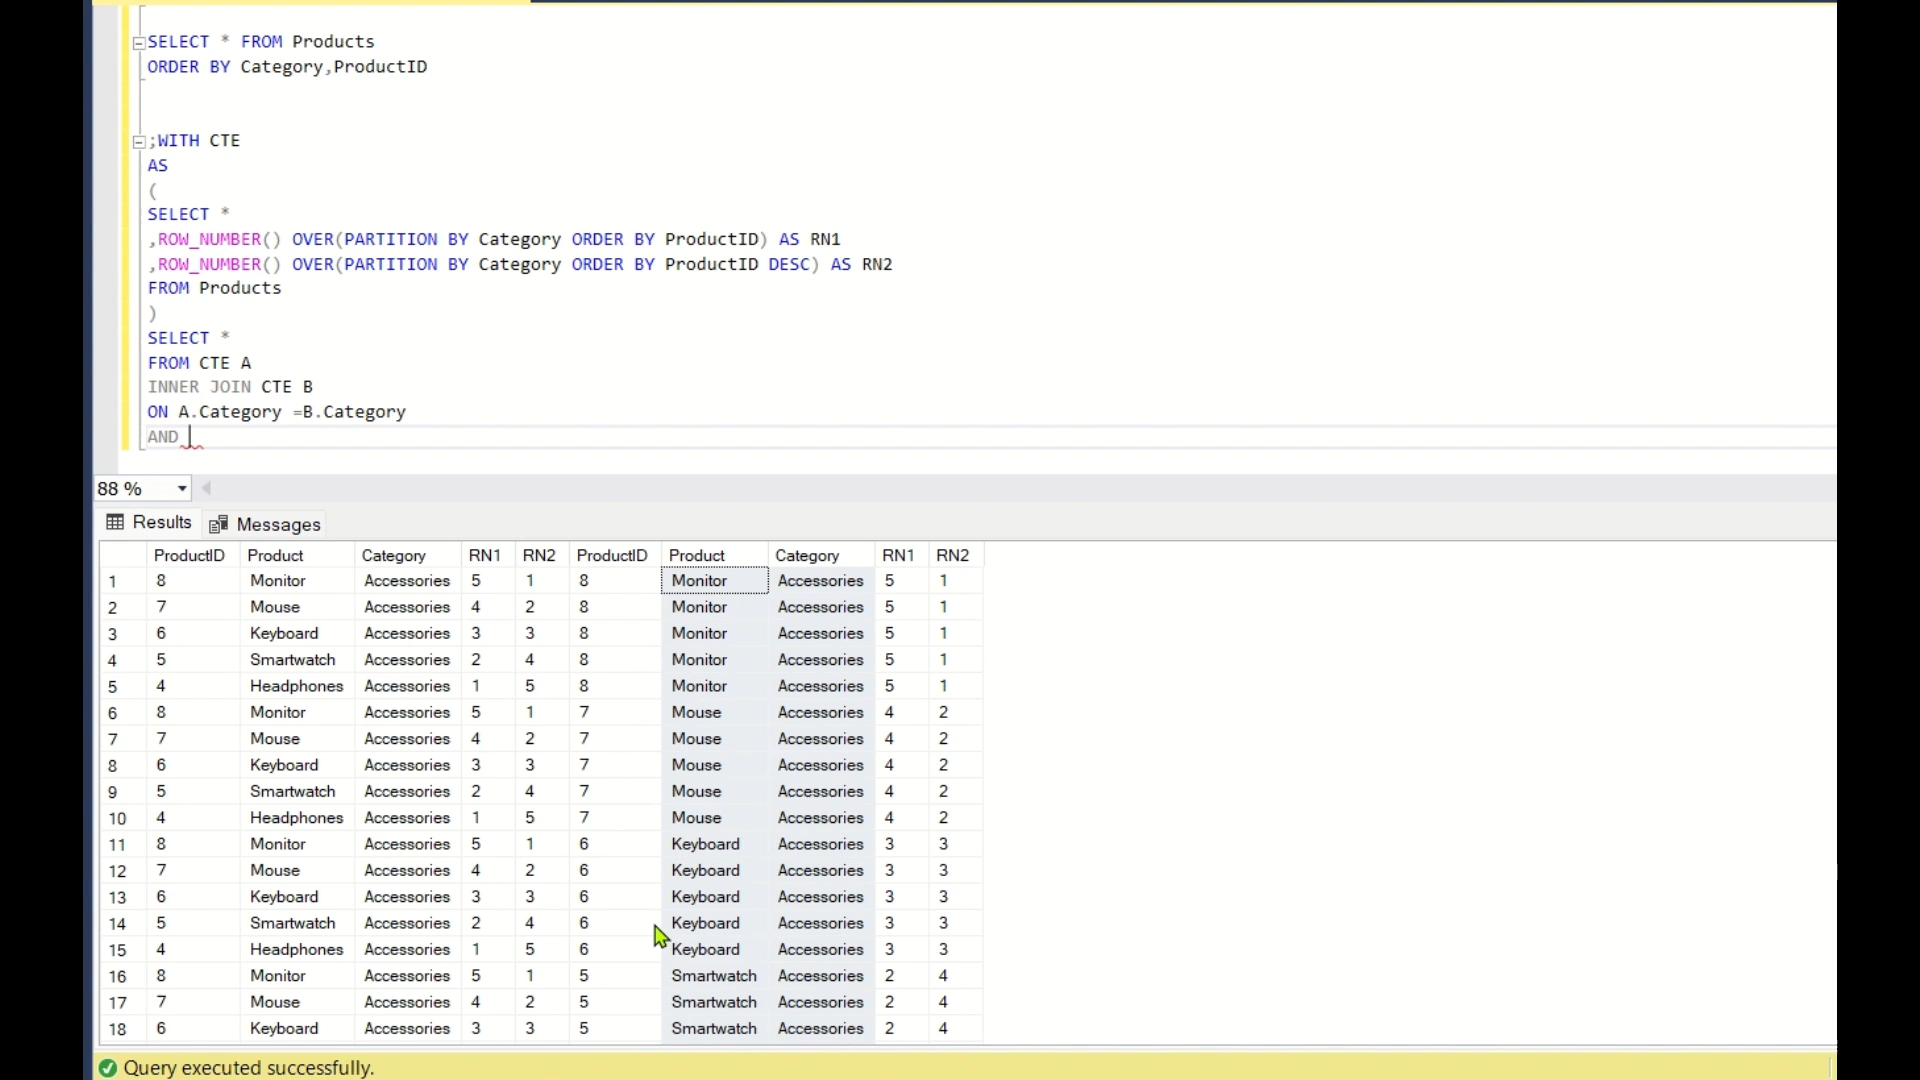 SELECT * FROM Products
ORDER BY Category,ProductID
;WITH CTE
AS
(
SELECT *
,ROW_NUMBER() OVER(PARTITION BY Category ORDER BY ProductID) AS RN1
,ROW_NUMBER() OVER(PARTITION BY Category ORDER BY ProductID DESC) AS RN2
FROM Products
)
SELECT *
FROM CTE A
INNER JOIN CTE B
ON A.Category =B.Category
AND
88 %
Results Messages
ProductID Product Category RN1 RN2 ProductID Product Category RN1 RN2
1 8 Monitor Accessories 5 1 8 Monitor Accessories 5 1
2 7 Mouse Accessories 4 2 8 Monitor Accessories 5 1
3 6 Keyboard Accessories 3 3 8 Monitor Accessories 5 1
4 5 Smartwatch Accessories 2 4 8 Monitor Accessories 5 1
5 4 Headphones Accessories 1 5 8 Monitor Accessories 5 1
6 8 Monitor Accessories 5 1 7 Mouse Accessories 4 2
7 7 Mouse Accessories 4 2 7 Mouse Accessories 4 2
8 6 Keyboard Accessories 3 3 7 Mouse Accessories 4 2
9 5 Smartwatch Accessories 2 4 7 Mouse Accessories 4 2
10 4 Headphones Accessories 1 5 7 Mouse Accessories 4 2
11 8 Monitor Accessories 5 1 6 Keyboard Accessories 3 3
12 7 Mouse Accessories 4 2 6 Keyboard Accessories 3 3
13 6 Keyboard Accessories 3 3 6 Keyboard Accessories 3 3
14 5 Smartwatch Accessories 2 4 6 Keyboard Accessories 3 3
15 4 Headphones Accessories 1 5 6 Keyboard Accessories 3 3
16 8 Monitor Accessories 5 1 5 Smartwatch Accessories 2 4
17 7 Mouse Accessories 4 2 5 Smartwatch Accessories 2 4
18 6 Keyboard Accessories 3 3 5 Smartwatch Accessories 2 4
Query executed successfully.